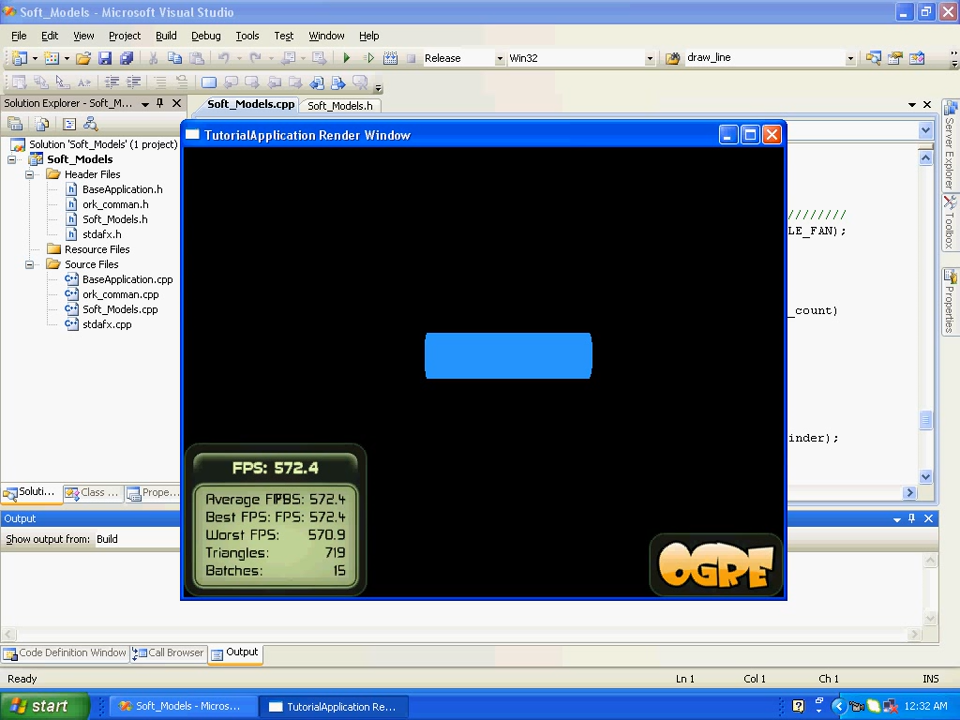 Soft_Models - Microsoft Visual Studio
File Edit View Project Build Debug Tools Test Window Help
Release Win32 draw_line
Solution Explorer - Soft_M...
Soft_Models.cpp Soft_Models.h
Solution 'Soft_Models' (1 project)
Soft_Models
Header Files
BaseApplication.h
ork_comman.h
Soft_Models.h
stdafx.h
Resource Files
Source Files
BaseApplication.cpp
ork_comman.cpp
Soft_Models.cpp
stdafx.cpp
TutorialApplication Render Window
////////
LE_FAN);
_count)
inder);
Server Explorer
Toolbox
Properties
FPS: 572.4
Average FPS: 572.4
Best FPS: FPS: 572.4
Worst FPS: 570.9
Triangles: 719
Batches: 15
OGRE
Soluti... Class ... Prope...
Output
Show output from: Build
Code Definition Window Call Browser Output
Ready Ln 1 Col 1 Ch 1 INS
start Soft_Models - Micros... TutorialApplication Re... 12:32 AM